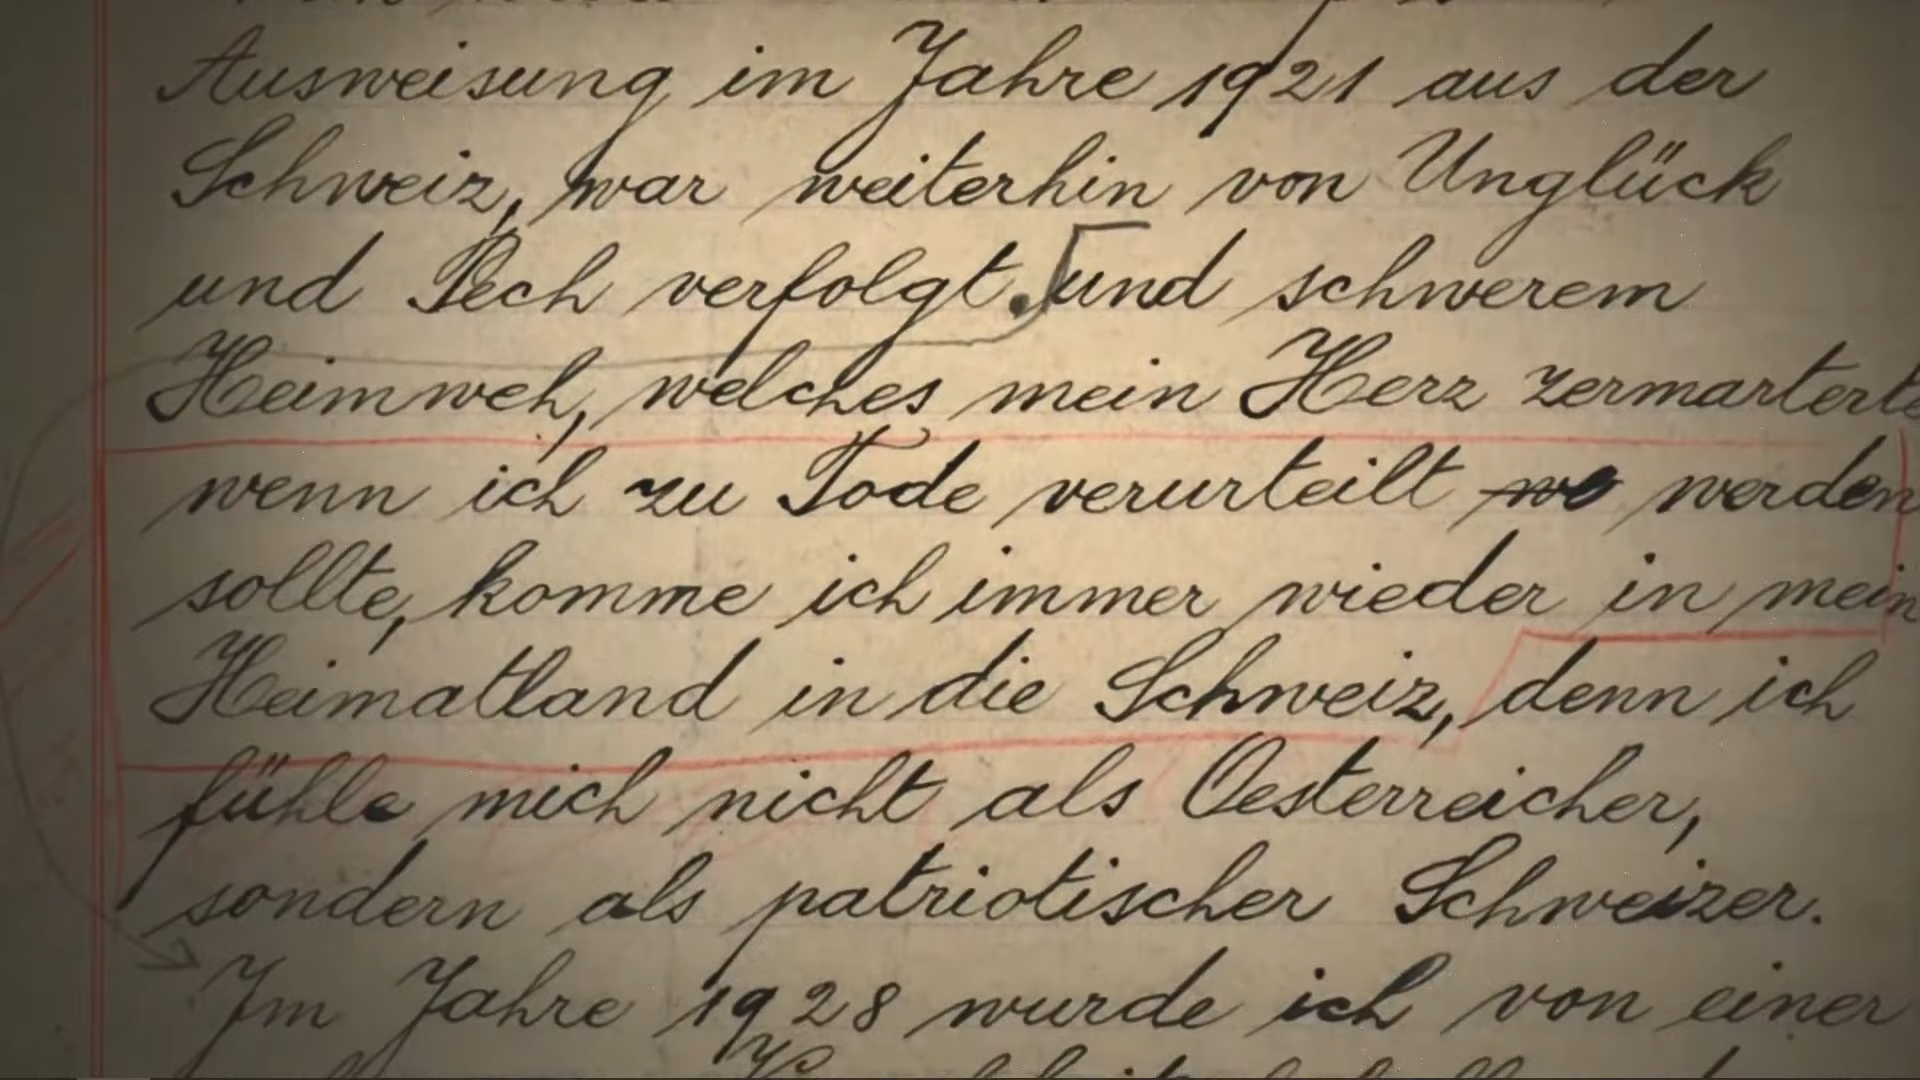 Ausweisung im Jahre 1921 aus der
Schweiz, war weiterhin von Unglück
und Pech verfolgt. und schwerem
Heimweh, welches mein Herz zermarterte
wenn ich zu Tode verurteilt wo werden
sollte, komme ich immer wieder in mein
Heimatland in die Schweiz, denn ich
fühle mich nicht als Oesterreicher,
sondern als patriotischer Schweizer.
Im Jahre 1928 wurde ich von einer